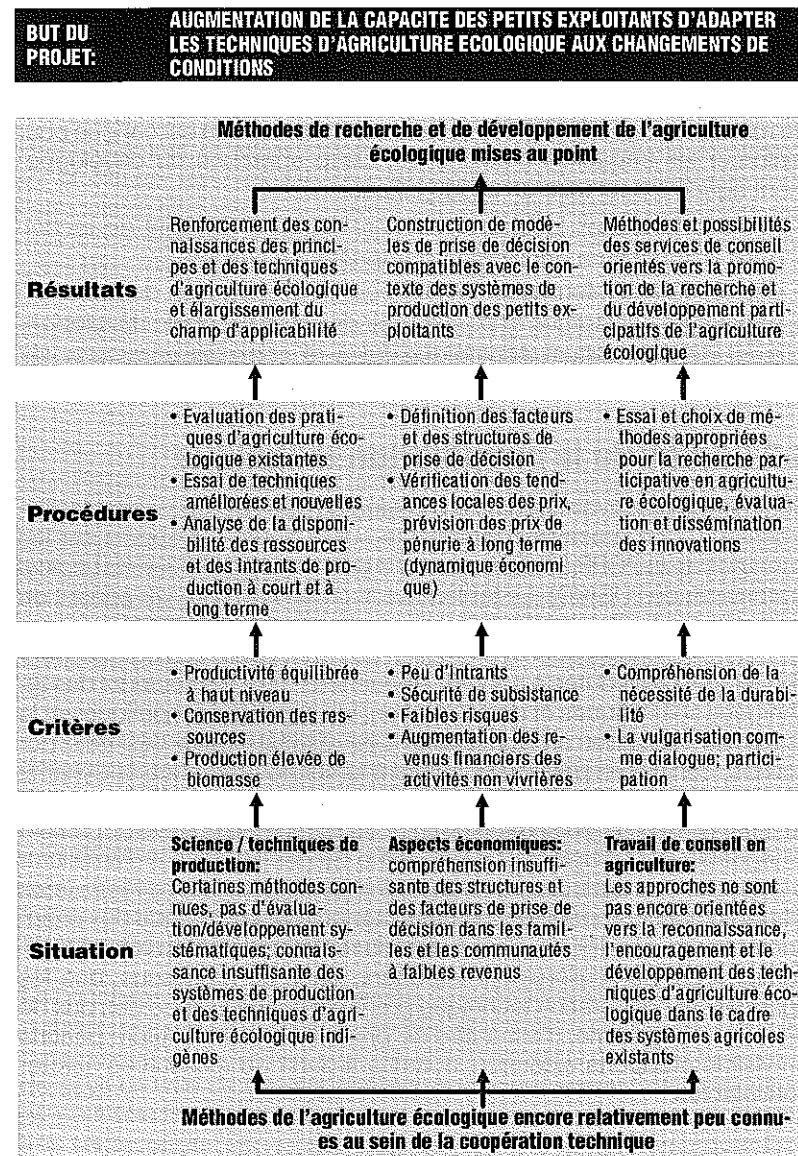 BUT DU
PROJET:
AUGMENTATION DE LA CAPACITE DES PETITS EXPLOITANTS D'ADAPTER
LES TECHNIQUES D'AGRICULTURE ECOLOGIQUE AUX CHANGEMENTS DE
CONDITIONS
Méthodes de recherche et de développement de l'agriculture
écologique mises au point
Résultats
Renforcement des con-
naissances des princi-
pes et des techniques
d'agriculture écologique
et élargissement du
champ d'applicabilité
Construction de modè-
les de prise de décision
compatibles avec le con-
texte des systèmes de
production des petits ex-
ploitants
Méthodes et possibilités
des services de conseil
orientés vers la promo-
tion de la recherche et
du développement parti-
cipatifs de l'agriculture
écologique
Procédures
• Evaluation des prati-
ques d'agriculture éco-
logique existantes
• Essai de techniques
améliorées et nouvelles
• Analyse de la disponi-
bilité des ressources
et des intrants de pro-
duction à court et à
long terme
• Définition des facteurs
et des structures de
prise de décision
• Vérification des tend-
ances locales des prix,
prévision des prix de
pénurie à long terme
(dynamique économi
que)
• Essai et choix de mé-
thodes appropriées
pour la recherche par-
ticipative en agricultu-
re écologique, évalua-
tion et dissémination
des innovations
Critères
• Productivité équilibrée
à haut niveau
• Conservation des res-
sources
• Production élevée de
biomasse
• Peu d'intrants
• Sécurité de subsistance
• Faibles risques
• Augmentation des re-
venus financiers des
activités non vivrières
• Compréhension de la
nécessité de la durabi-
lité
• La vulgarisation com-
me dialogue; partici-
pation
Situation
Science / techniques de
production:
Certaines méthodes con-
nues, pas d'évalua-
tion/développement sy-
stématiques; connais-
sance insuffisante des
systèmes de production
et des techniques d'agri-
culture écologique indi-
gènes
Aspects économiques:
compréhension insuffi-
sante des structures et
des facteurs de prise de
décision dans les famil-
les et les communautés
à faibles revenus
Travail de conseil en
agriculture:
Les approches ne sont
pas encore orientées
vers la reconnaissance,
l'encouragement et le
développement des tech-
niques d'agriculture éco-
logique dans le cadre
des systèmes agricoles
existants
Méthodes de l'agriculture écologique encore relativement peu connu-
es au sein de la coopération technique